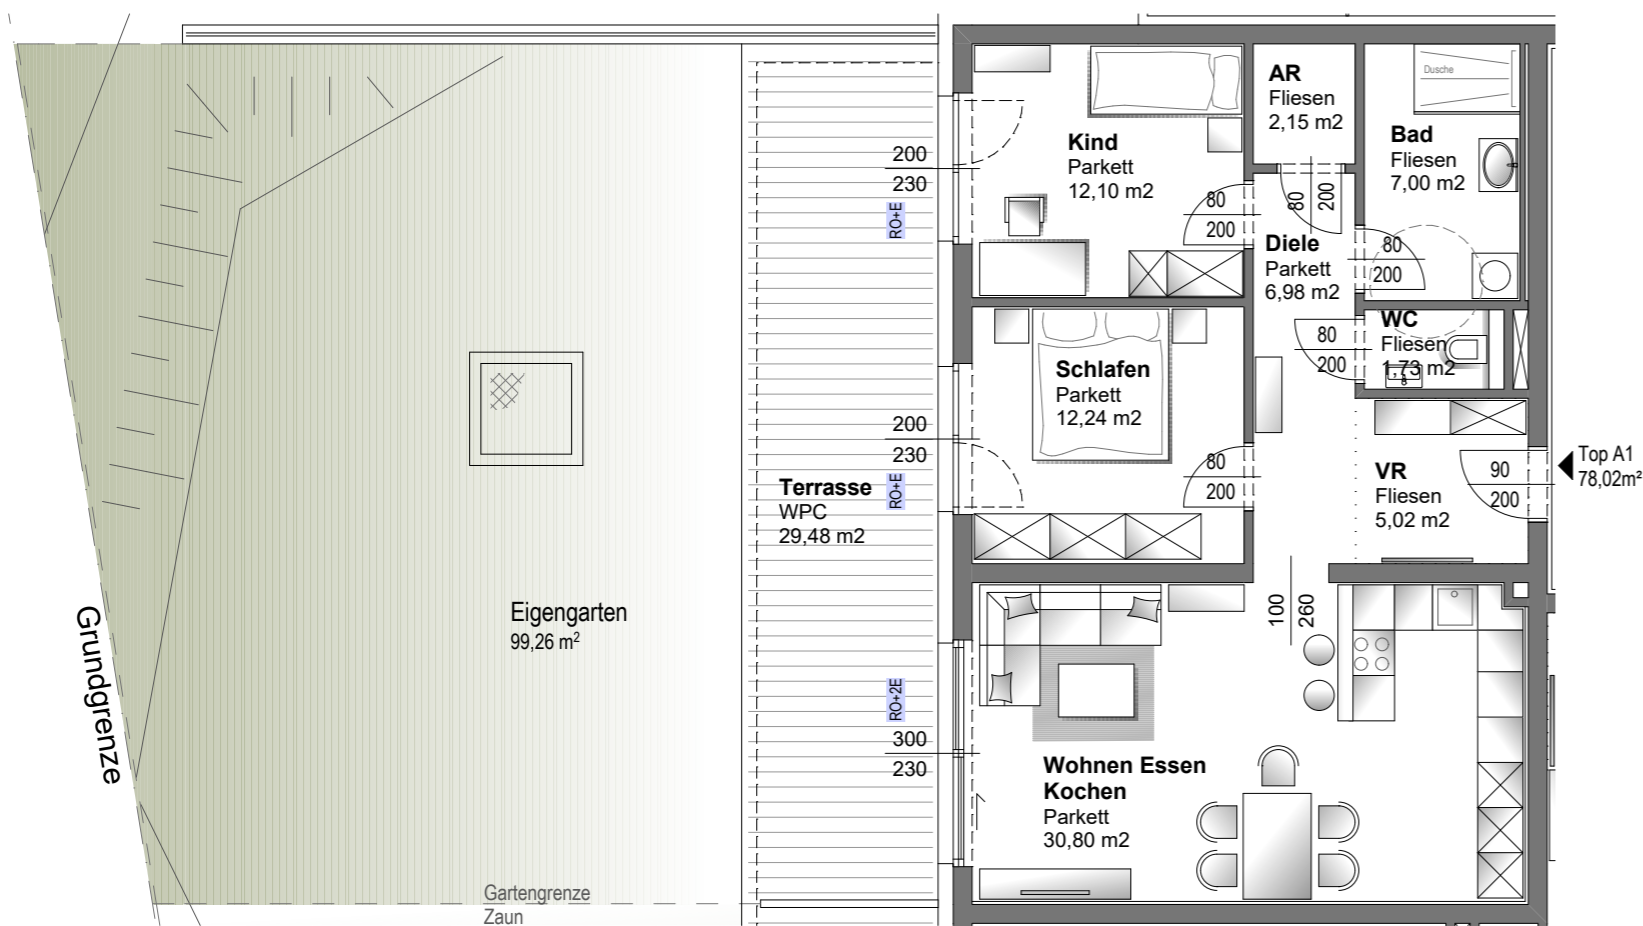 AR
Fliesen
2,15 m2
Dusche
Bad
Fliesen
7,00 m2
Kind
Parkett
12,10 m2
200
230
RO+E
80
200
80
200
Diele
Parkett
6,98 m2
80
200
WC
Fliesen
1,73 m2
80
200
Schlafen
Parkett
12,24 m2
200
230
RO+E
80
200
Terrasse
WPC
29,48 m2
VR
Fliesen
5,02 m2
90
200
Top A1
78,02m²
Eigengarten
99,26 m²
Grundgrenze
100
260
RO+2E
300
230
Wohnen Essen
Kochen
Parkett
30,80 m2
Gartengrenze
Zaun